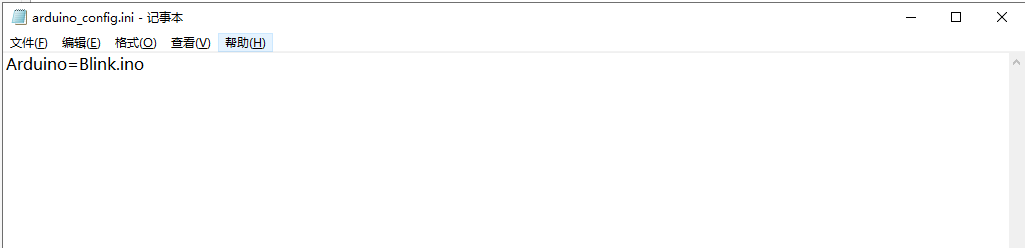 arduino_config.ini - 记事本
文件(F) 编辑(E) 格式(O) 查看(V) 帮助(H)
Arduino=Blink.ino